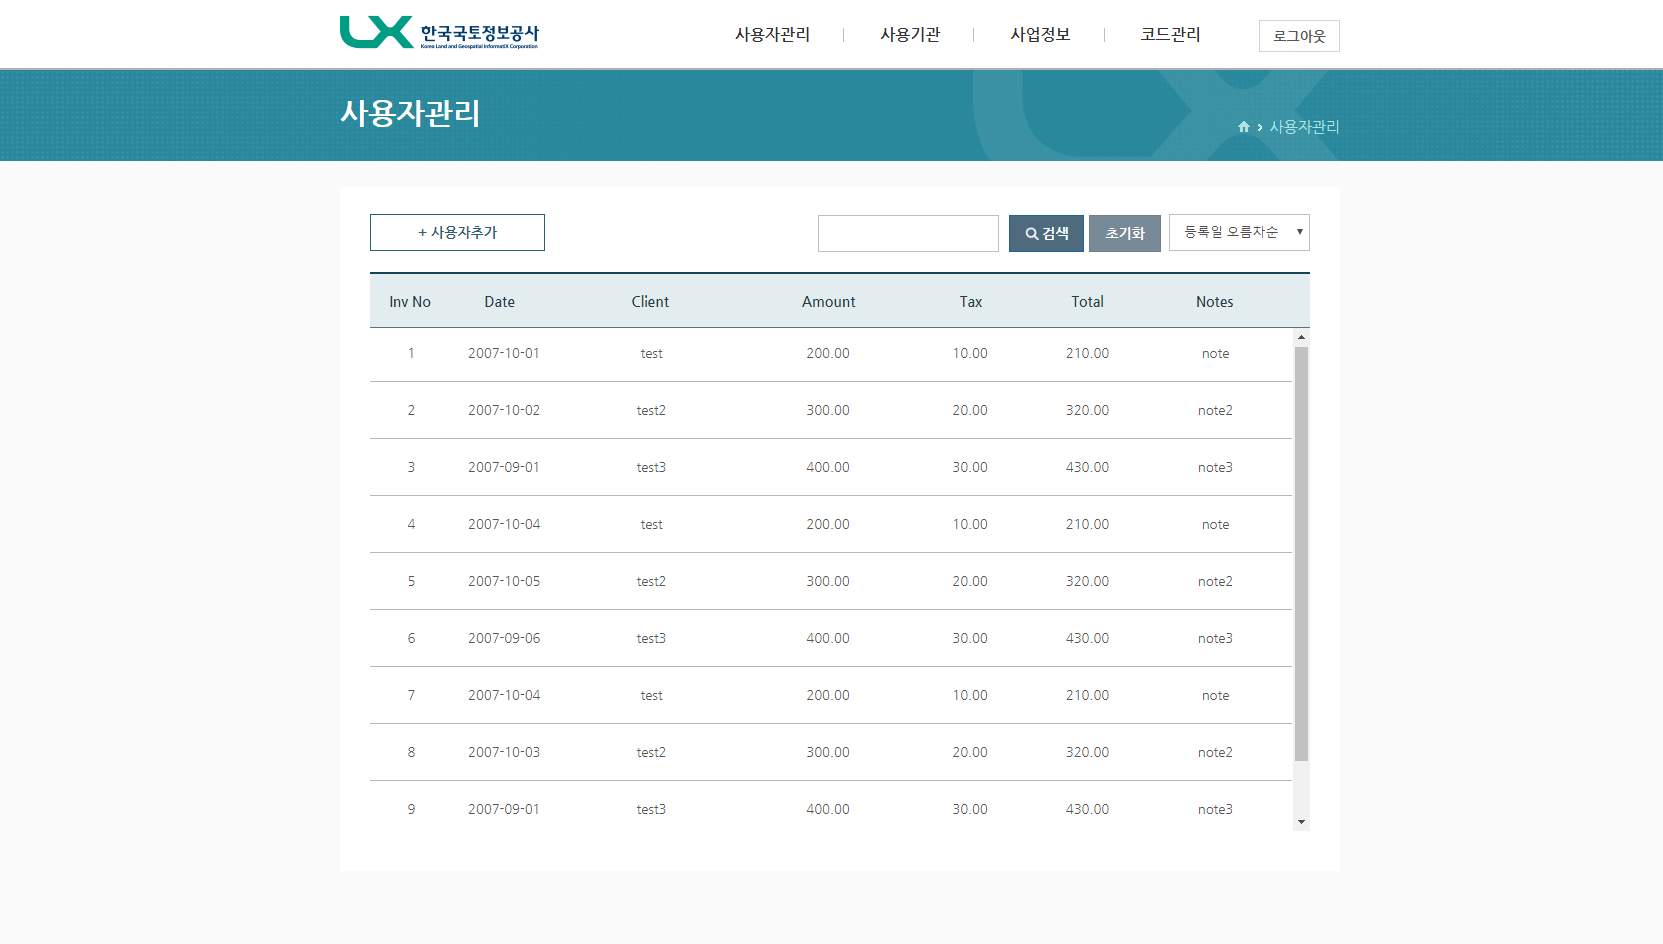 LX 한국국토정보공사
Korea Land and Geospatial InformatiX Corporation
사용자관리 사용기관 사업정보 코드관리 로그아웃
사용자관리
사용자관리
+ 사용자추가 검색 초기화 등록일 오름차순
Inv No Date Client Amount Tax Total Notes
1 2007-10-01 test 200.00 10.00 210.00 note
2 2007-10-02 test2 300.00 20.00 320.00 note2
3 2007-09-01 test3 400.00 30.00 430.00 note3
4 2007-10-04 test 200.00 10.00 210.00 note
5 2007-10-05 test2 300.00 20.00 320.00 note2
6 2007-09-06 test3 400.00 30.00 430.00 note3
7 2007-10-04 test 200.00 10.00 210.00 note
8 2007-10-03 test2 300.00 20.00 320.00 note2
9 2007-09-01 test3 400.00 30.00 430.00 note3